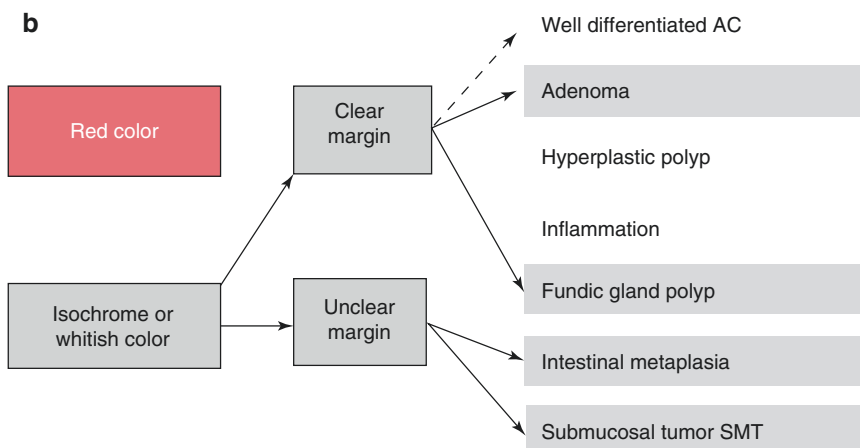 b
Well differentiated AC
Red color
Clear
margin
Adenoma
Hyperplastic polyp
Inflammation
Isochrome or
whitish color
Unclear
margin
Fundic gland polyp
Intestinal metaplasia
Submucosal tumor SMT